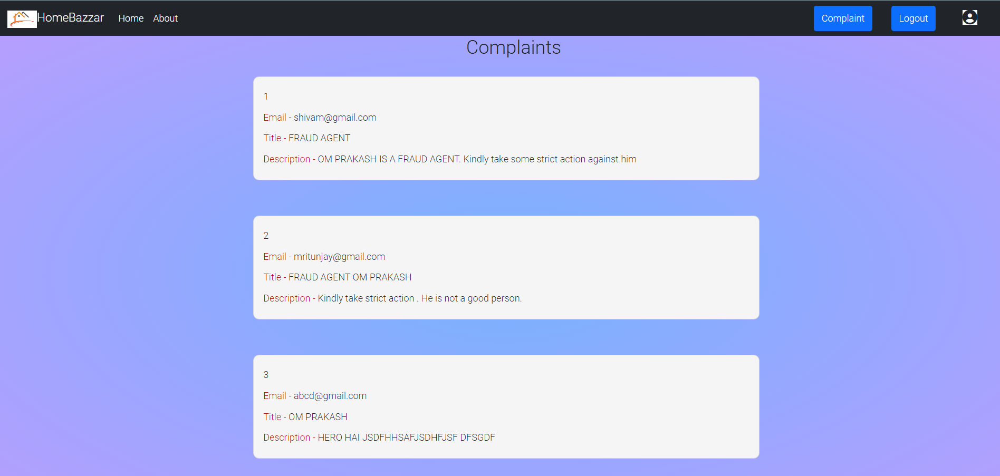 HomeBazzar Home About Complaint Logout
Complaints
1
Email - shivam@gmail.com
Title - FRAUD AGENT
Description - OM PRAKASH IS A FRAUD AGENT. Kindly take some strict action against him
2
Email - mritunjay@gmail.com
Title - FRAUD AGENT OM PRAKASH
Description - Kindly take strict action . He is not a good person.
3
Email - abcd@gmail.com
Title - OM PRAKASH
Description - HERO HAI JSDFHHSAFJSDHFJSF DFSGDF